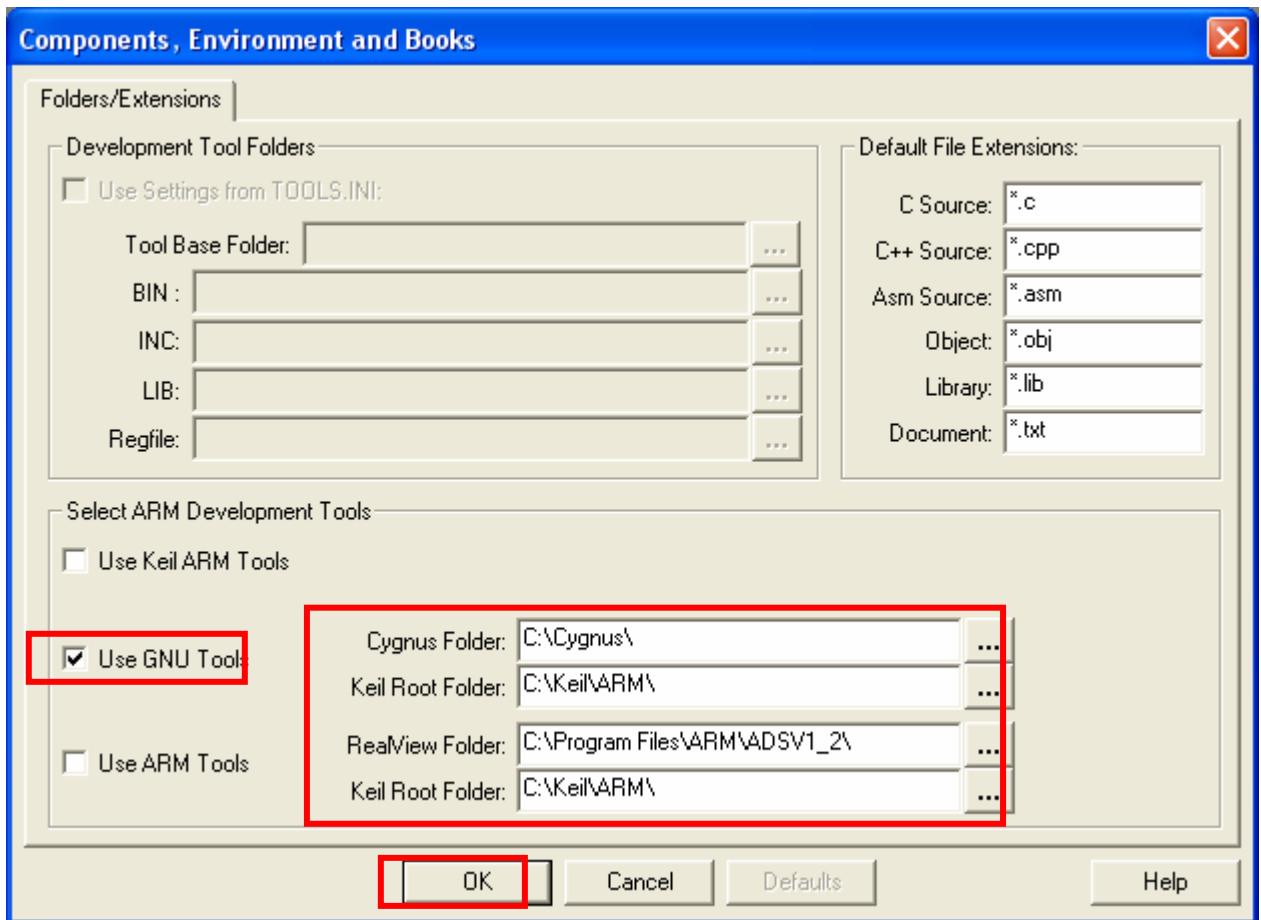 Components, Environment and Books
Folders/Extensions
Development Tool Folders
Use Settings from TOOLS.INI:
Tool Base Folder:
...
BIN :
...
INC:
...
LIB:
...
Regfile:
...
Default File Extensions:
C Source: *.c
C++ Source: *.cpp
Asm Source: *.asm
Object: *.obj
Library: *.lib
Document: *.txt
Select ARM Development Tools
Use Keil ARM Tools
Use GNU Tools
Cygnus Folder: C:\Cygnus\ ...
Keil Root Folder: C:\Keil\ARM\ ...
Use ARM Tools
RealView Folder: C:\Program Files\ARM\ADSV1_2\ ...
Keil Root Folder: C:\Keil\ARM\ ...
OK Cancel Defaults Help